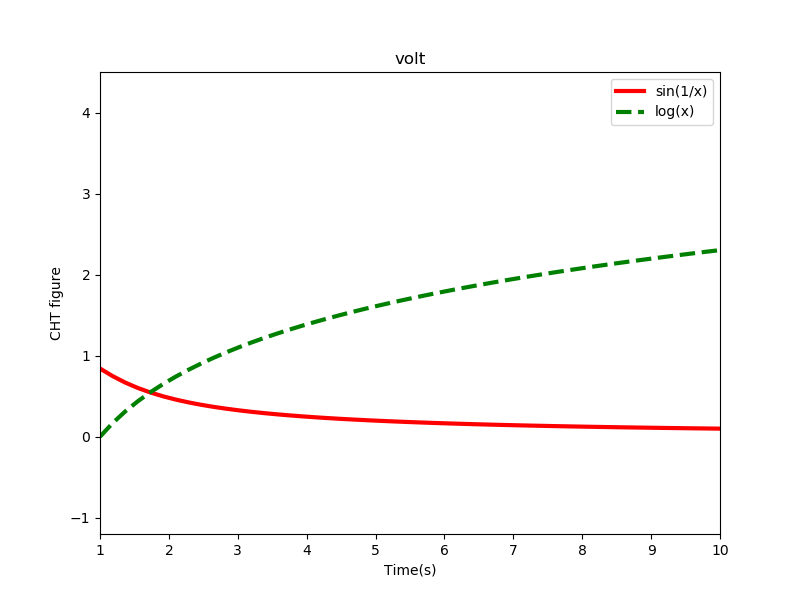 volt
sin(1/x)
log(x)
4
3
2
1
0
−1
CHT figure
1 2 3 4 5 6 7 8 9 10
Time(s)